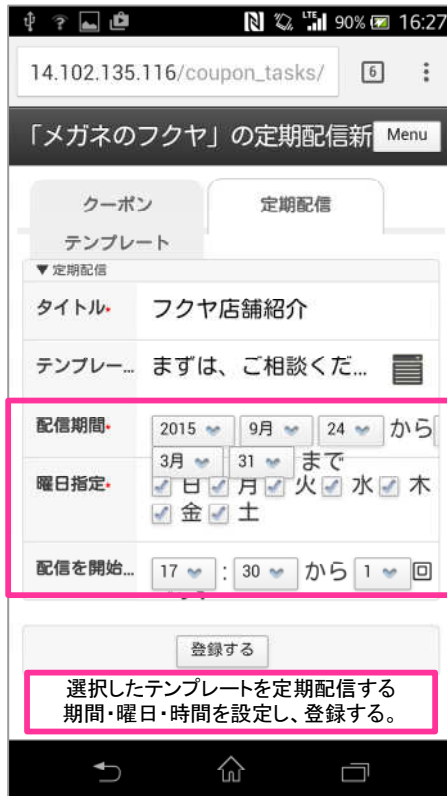 90% 16:27
14.102.135.116/coupon_tasks/ 6
「メガネのフクヤ」の定期配信新 Menu
クーポン 定期配信
テンプレート
▼定期配信
タイトル• フクヤ店舗紹介
テンプレー... まずは、ご相談くだ...
配信期間• 2015 9月 24 から
3月 31 まで
曜日指定• 日 月 火 水 木
金 土
配信を開始... 17 : 30 から 1 回
登録する
選択したテンプレートを定期配信する
期間・曜日・時間を設定し、登録する。